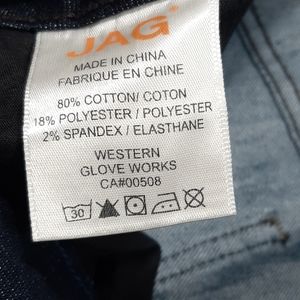 JAG
MADE IN CHINA
FABRIQUE EN CHINE
80% COTTON/ COTON
18% POLYESTER / POLYESTER
2% SPANDEX / ELASTHANE
WESTERN
GLOVE WORKS
CA#00508
30